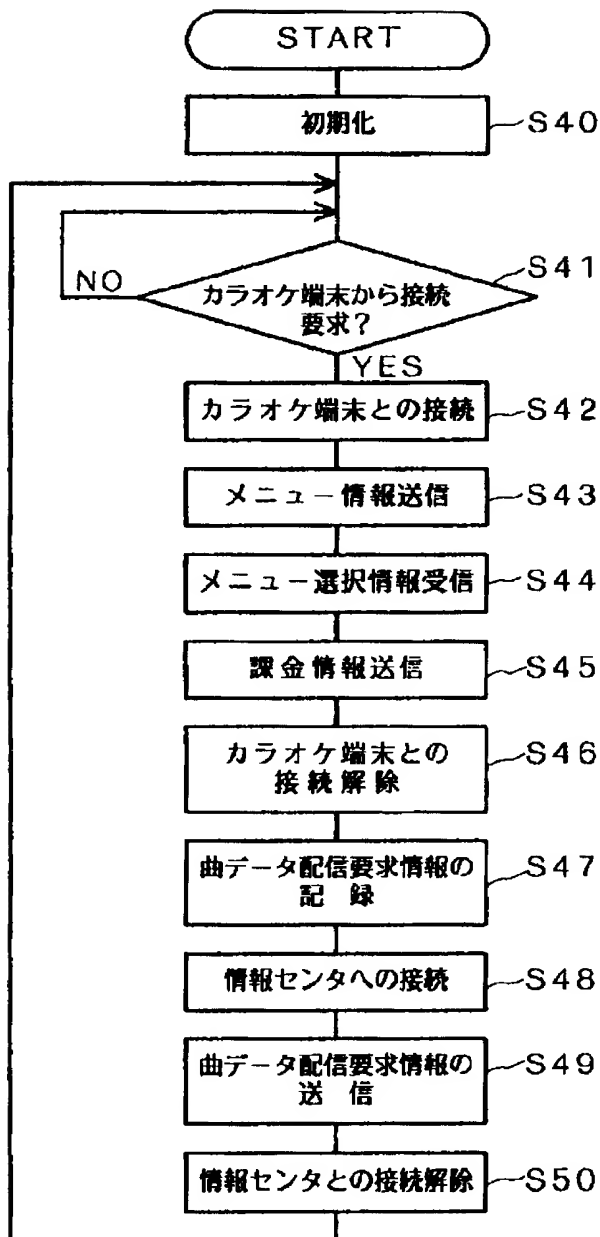 START
初期化
S40
NO
カラオケ端末から接続
要求?
S41
YES
カラオケ端末との接続
S42
メニュー情報送信
S43
メニュー選択情報受信
S44
課金情報送信
S45
カラオケ端末との
接続解除
S46
曲データ配信要求情報の
記録
S47
情報センタへの接続
S48
曲データ配信要求情報の
送信
S49
情報センタとの接続解除
S50